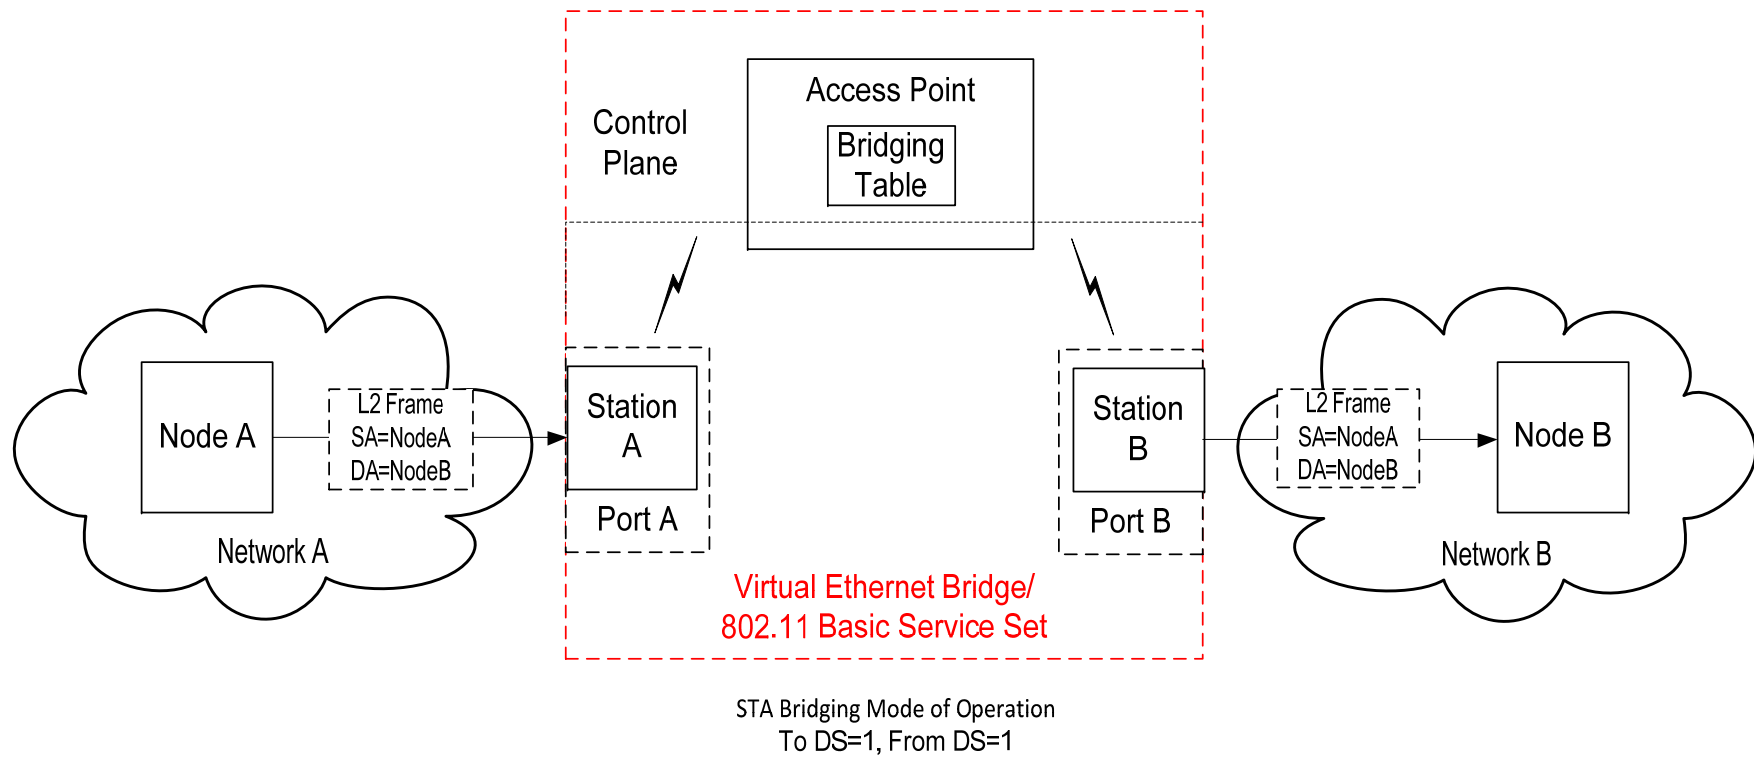 Access Point
Bridging
Table
Control
Plane
Node A
L2 Frame
SA=NodeA
DA=NodeB
Network A
Station
A
Port A
Station
B
Port B
L2 Frame
SA=NodeA
DA=NodeB
Node B
Network B
Virtual Ethernet Bridge/
802.11 Basic Service Set
STA Bridging Mode of Operation
To DS=1, From DS=1